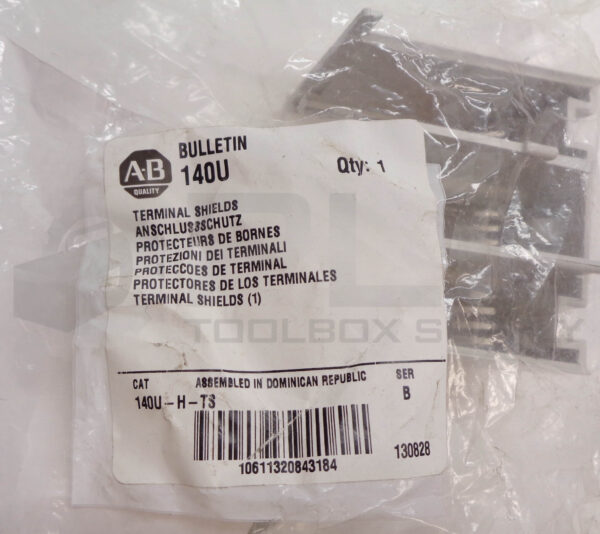 A-B
QUALITY
BULLETIN
140U
Qty: 1
TERMINAL SHIELDS
ANSCHLUSSSCHUTZ
PROTECTEURS DE BORNES
PROTEZIONI DEI TERMINALI
PROTECCOES DE TERMINAL
PROTECTORES DE LOS TERMINALES
TERMINAL SHIELDS (1)
TOOLBOX SUPPLY
CAT
ASSEMBLED IN DOMINICAN REPUBLIC
SER
140U-H-TS
B
10611320843184
130828